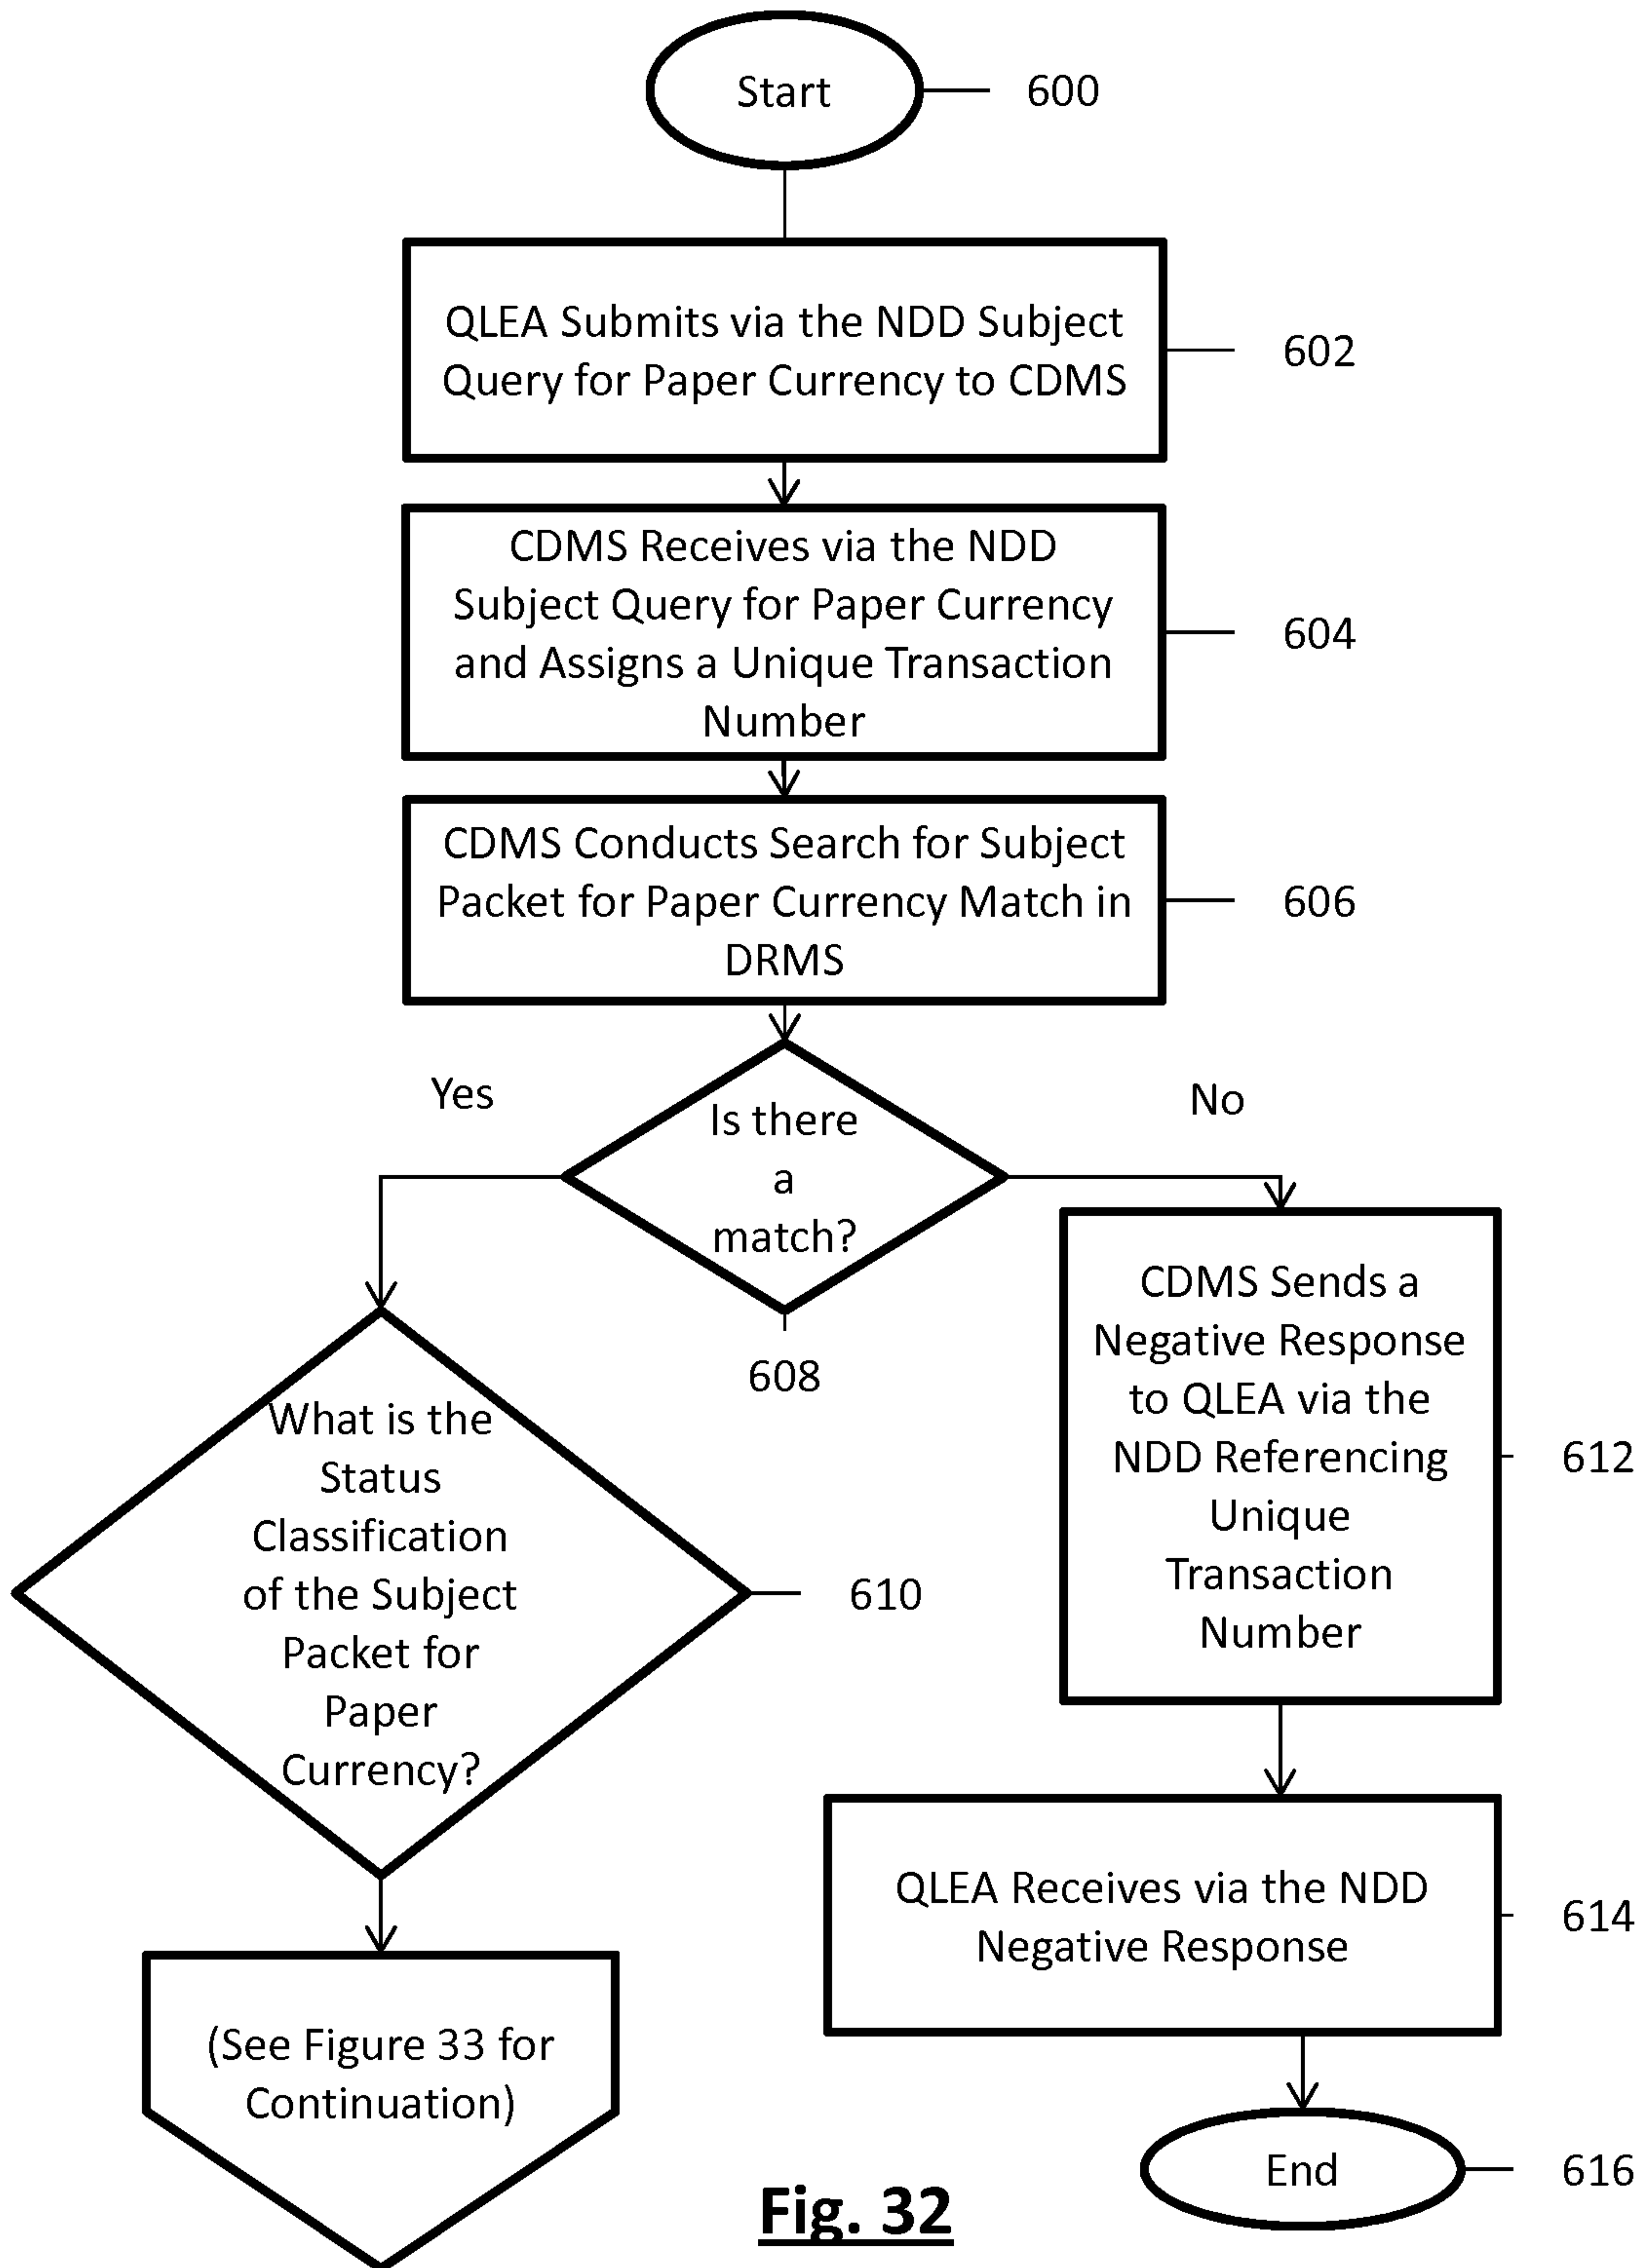 Start
600
QLEA Submits via the NDD Subject
Query for Paper Currency to CDMS
602
CDMS Receives via the NDD
Subject Query for Paper Currency
and Assigns a Unique Transaction
Number
604
CDMS Conducts Search for Subject
Packet for Paper Currency Match in
DRMS
606
Yes
No
Is there
a
match?
608
What is the
Status
Classification
of the Subject
Packet for
Paper
Currency?
610
CDMS Sends a
Negative Response
to QLEA via the
NDD Referencing
Unique
Transaction
Number
612
QLEA Receives via the NDD
Negative Response
614
(See Figure 33 for
Continuation)
End
616
Fig. 32